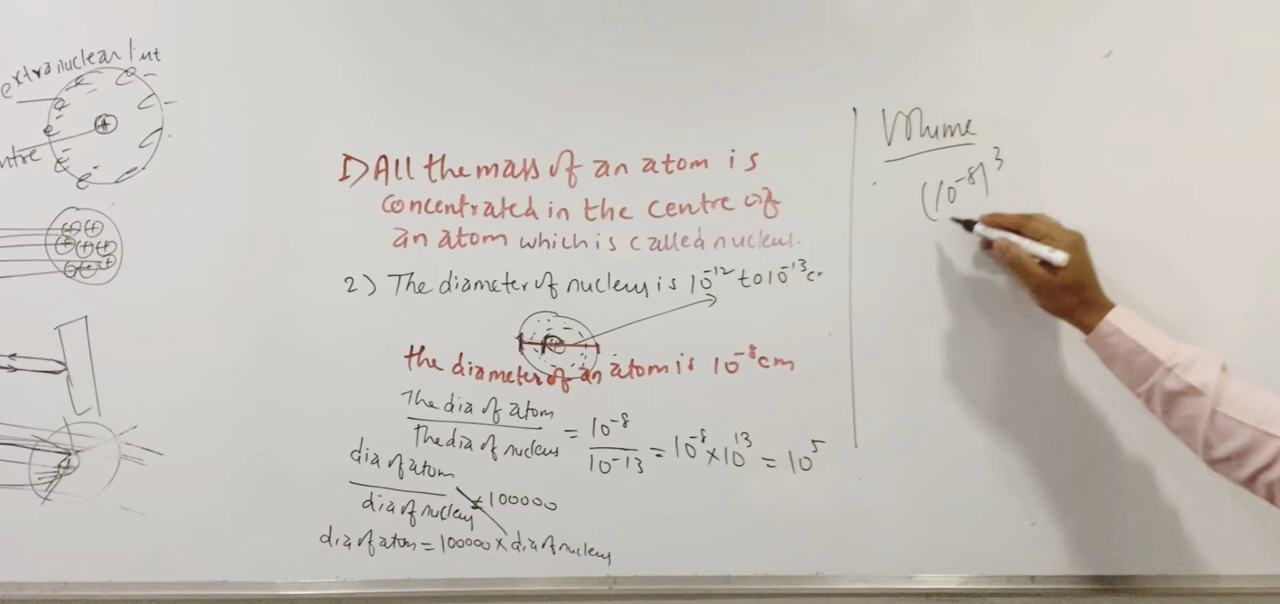 extranuclear
ntre
1) All the mass of an atom is
concentrated in the centre of
an atom which is called nucleus.
2) The diameter of nucleus is 10⁻¹² to 10⁻¹³ c
the diameter of an atom is 10⁻⁸ cm
The dia of atom / The dia of nucleus = 10⁻⁸ / 10⁻¹³ = 10⁻⁸ × 10¹³ = 10⁵
dia of atom / dia of nucleus = 100000
dia of atom = 100000 × dia of nucleus
Volume
(10⁻⁸)³